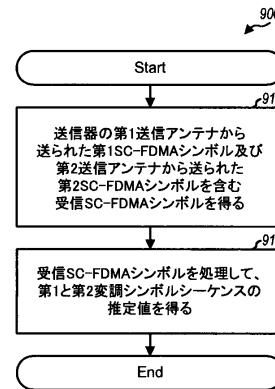 900
Start
91
送信器の第1送信アンテナから
送られた第1SC-FDMAシンボル及び
第2送信アンテナから送られた
第2SC-FDMAシンボルを含む
受信SC-FDMAシンボルを得る
91
受信SC-FDMAシンボルを処理して、
第1と第2変調シンボルシーケンスの
推定値を得る
End